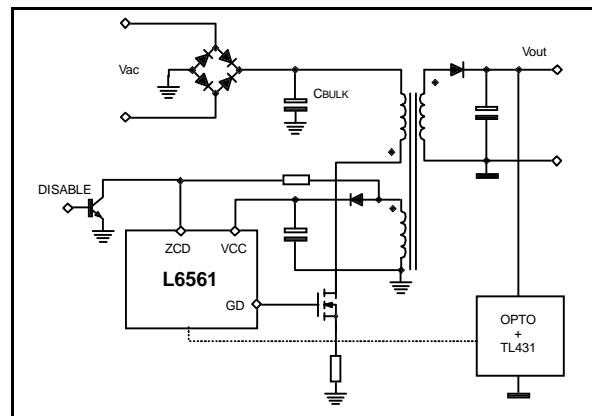 Vout
Vac
CBULK
DISABLE
ZCD
VCC
L6561
GD
OPTO
+
TL431